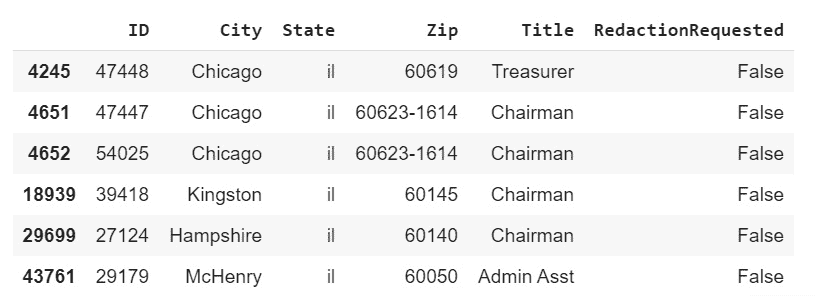 ID City State Zip Title RedactionRequested
4245 47448 Chicago il 60619 Treasurer False
4651 47447 Chicago il 60623-1614 Chairman False
4652 54025 Chicago il 60623-1614 Chairman False
18939 39418 Kingston il 60145 Chairman False
29699 27124 Hampshire il 60140 Chairman False
43761 29179 McHenry il 60050 Admin Asst False